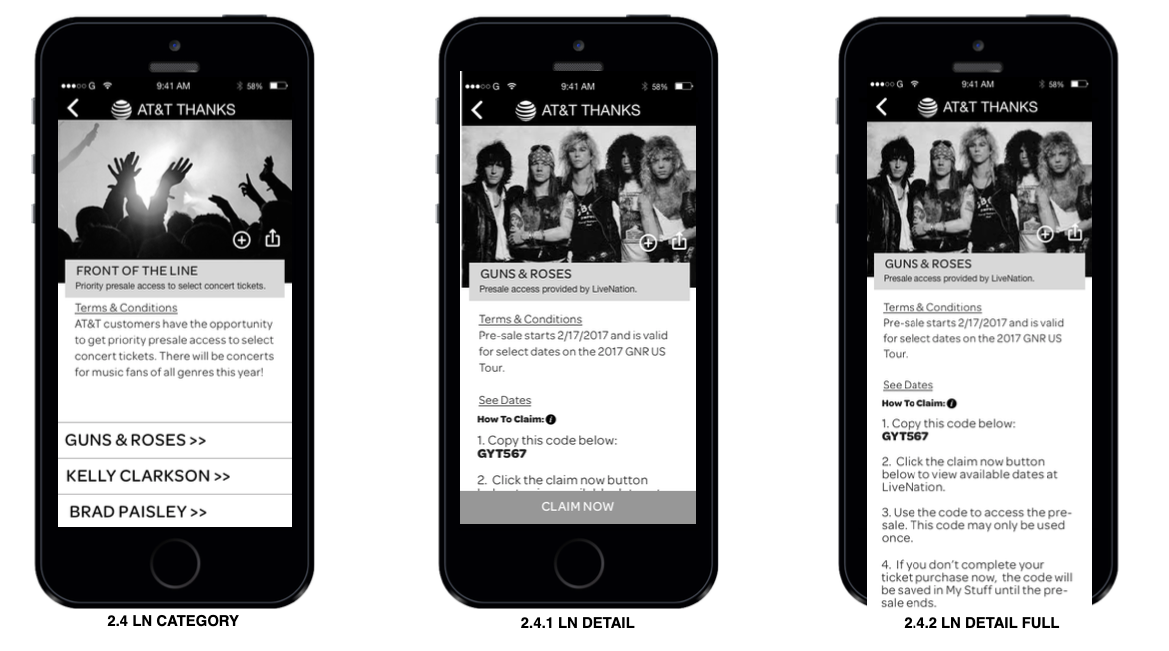 ●●●○○ G 9:41 AM 58%
AT&T THANKS
FRONT OF THE LINE
Priority presale access to select concert tickets.
Terms & Conditions
AT&T customers have the opportunity
to get priority presale access to select
concert tickets. There will be concerts
for music fans of all genres this year!
GUNS & ROSES >>
KELLY CLARKSON >>
BRAD PAISLEY >>
2.4 LN CATEGORY
●●●○○ G 9:41 AM 58%
AT&T THANKS
GUNS & ROSES
Presale access provided by LiveNation.
Terms & Conditions
Pre-sale starts 2/17/2017 and is valid
for select dates on the 2017 GNR US
Tour.
See Dates
How To Claim:
1. Copy this code below:
GYT567
2. Click the claim now button
CLAIM NOW
2.4.1 LN DETAIL
●●●○○ G 9:41 AM 58%
AT&T THANKS
GUNS & ROSES
Presale access provided by LiveNation.
Terms & Conditions
Pre-sale starts 2/17/2017 and is valid
for select dates on the 2017 GNR US
Tour.
See Dates
How To Claim:
1. Copy this code below:
GYT567
2. Click the claim now button
below to view available dates at
LiveNation.
3. Use the code to access the pre-
sale. This code may only be used
once.
4. If you don't complete your
ticket purchase now, the code will
be saved in My Stuff until the pre-
sale ends.
2.4.2 LN DETAIL FULL